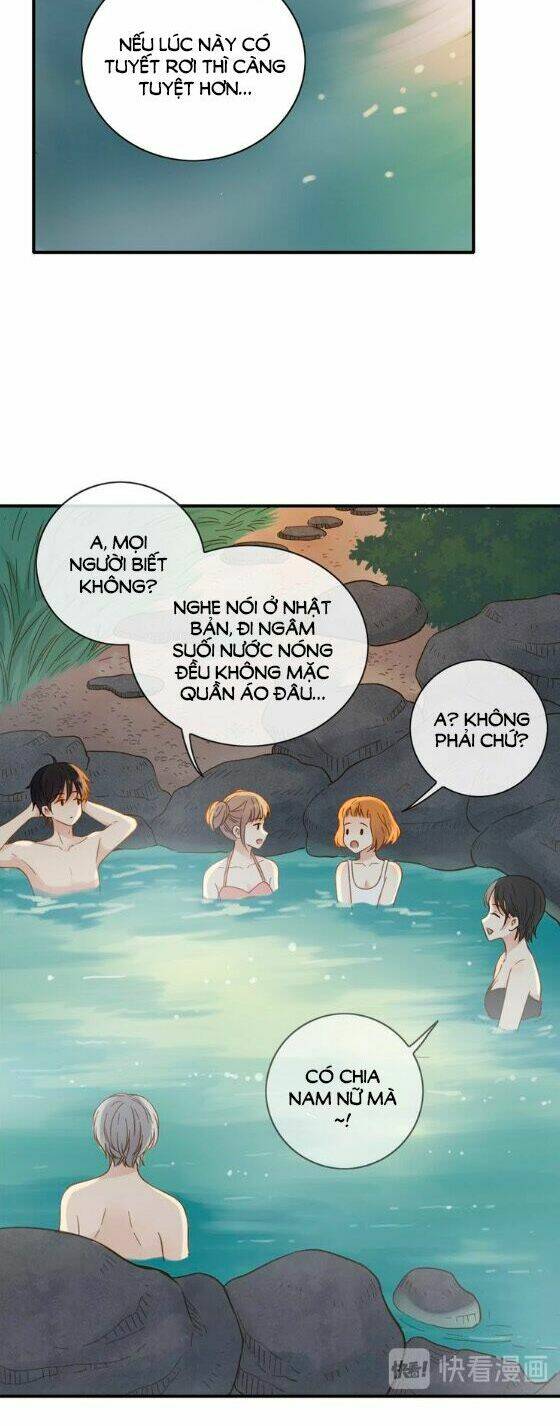 NẾU LÚC NÀY CÓ
TUYẾT RƠI THÌ CÀNG
TUYỆT HƠN...
A, MỌI
NGƯỜI BIẾT
KHÔNG?
NGHE NÓI Ở NHẬT
BẢN, ĐI NGÂM
SUỐI NƯỚC NÓNG
ĐỀU KHÔNG MẶC
QUẦN ÁO ĐÂU...
A? KHÔNG
PHẢI CHỨ?
CÓ CHIA
NAM NỮ MÀ
~!
快看! 快看漫画